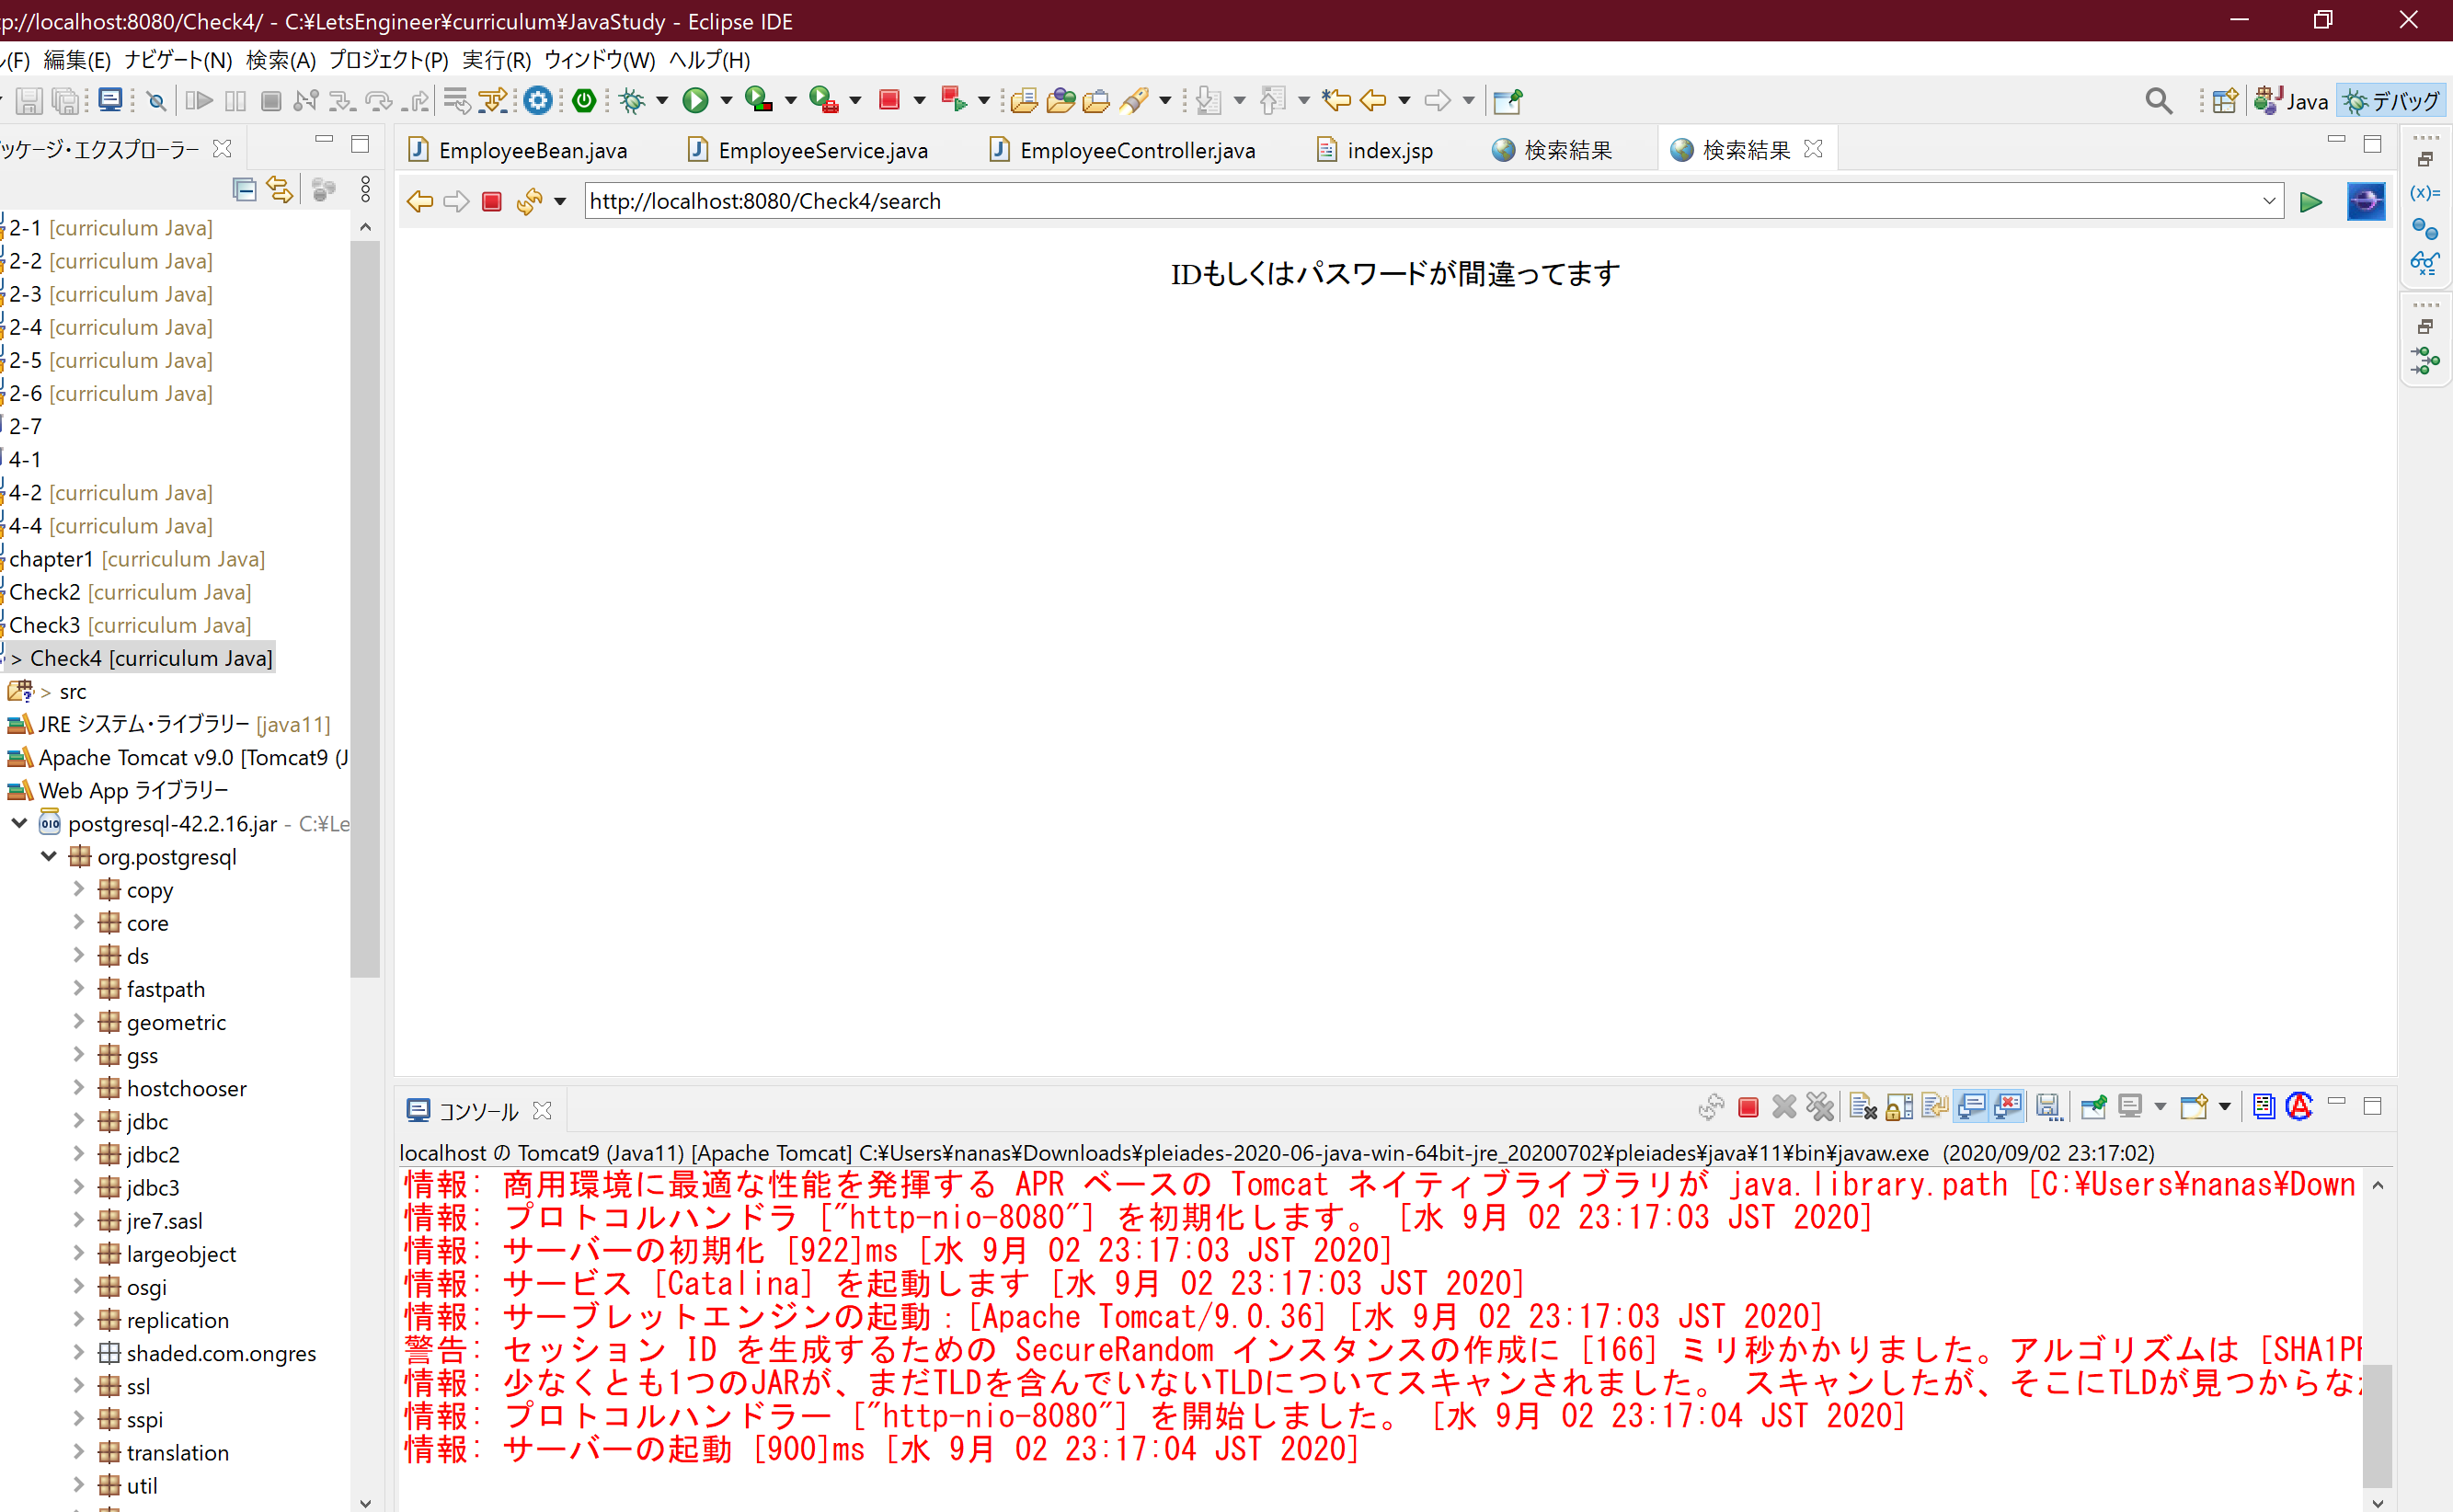 p://localhost:8080/Check4/ - C:¥LetsEngineer¥curriculum¥JavaStudy - Eclipse IDE
(F) 編集(E) ナビゲート(N) 検索(A) プロジェクト(P) 実行(R) ウィンドウ(W) ヘルプ(H)
Java デバッグ
ッケージ・エクスプローラー
EmployeeBean.java EmployeeService.java EmployeeController.java index.jsp 検索結果 検索結果
http://localhost:8080/Check4/search
IDもしくはパスワードが間違ってます
2-1 [curriculum Java]
2-2 [curriculum Java]
2-3 [curriculum Java]
2-4 [curriculum Java]
2-5 [curriculum Java]
2-6 [curriculum Java]
2-7
4-1
4-2 [curriculum Java]
4-4 [curriculum Java]
chapter1 [curriculum Java]
Check2 [curriculum Java]
Check3 [curriculum Java]
> Check4 [curriculum Java]
> src
JRE システム・ライブラリー [java11]
Apache Tomcat v9.0 [Tomcat9 (J
Web App ライブラリー
postgresql-42.2.16.jar - C:¥Le
org.postgresql
copy
core
ds
fastpath
geometric
gss
hostchooser
jdbc
jdbc2
jdbc3
jre7.sasl
largeobject
osgi
replication
shaded.com.ongres
ssl
sspi
translation
util
コンソール
localhost の Tomcat9 (Java11) [Apache Tomcat] C:¥Users¥nanas¥Downloads¥pleiades-2020-06-java-win-64bit-jre_20200702¥pleiades¥java¥11¥bin¥javaw.exe (2020/09/02 23:17:02)
情報: 商用環境に最適な性能を発揮する APR ベースの Tomcat ネイティブライブラリが java.library.path [C:¥Users¥nanas¥Down
情報: プロトコルハンドラ ["http-nio-8080"] を初期化します。 [水 9月 02 23:17:03 JST 2020]
情報: サーバーの初期化 [922]ms [水 9月 02 23:17:03 JST 2020]
情報: サービス [Catalina] を起動します [水 9月 02 23:17:03 JST 2020]
情報: サーブレットエンジンの起動：[Apache Tomcat/9.0.36] [水 9月 02 23:17:03 JST 2020]
警告: セッション ID を生成するための SecureRandom インスタンスの作成に [166] ミリ秒かかりました。アルゴリズムは [SHA1P
情報: 少なくとも1つのJARが、まだTLDを含んでいないTLDについてスキャンされました。 スキャンしたが、そこにTLDが見つからな
情報: プロトコルハンドラー ["http-nio-8080"] を開始しました。 [水 9月 02 23:17:04 JST 2020]
情報: サーバーの起動 [900]ms [水 9月 02 23:17:04 JST 2020]